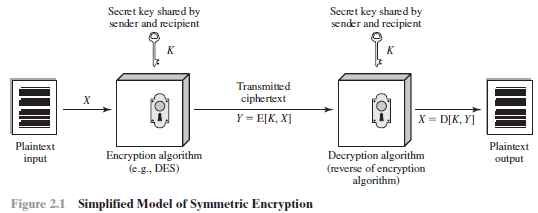 Secret key shared by
sender and recipient
K
Secret key shared by
sender and recipient
K
X
Transmitted
ciphertext
Y = E[K, X]
X = D[K, Y]
Plaintext
input
Encryption algorithm
(e.g., DES)
Decryption algorithm
(reverse of encryption
algorithm)
Plaintext
output
Figure 2.1 Simplified Model of Symmetric Encryption